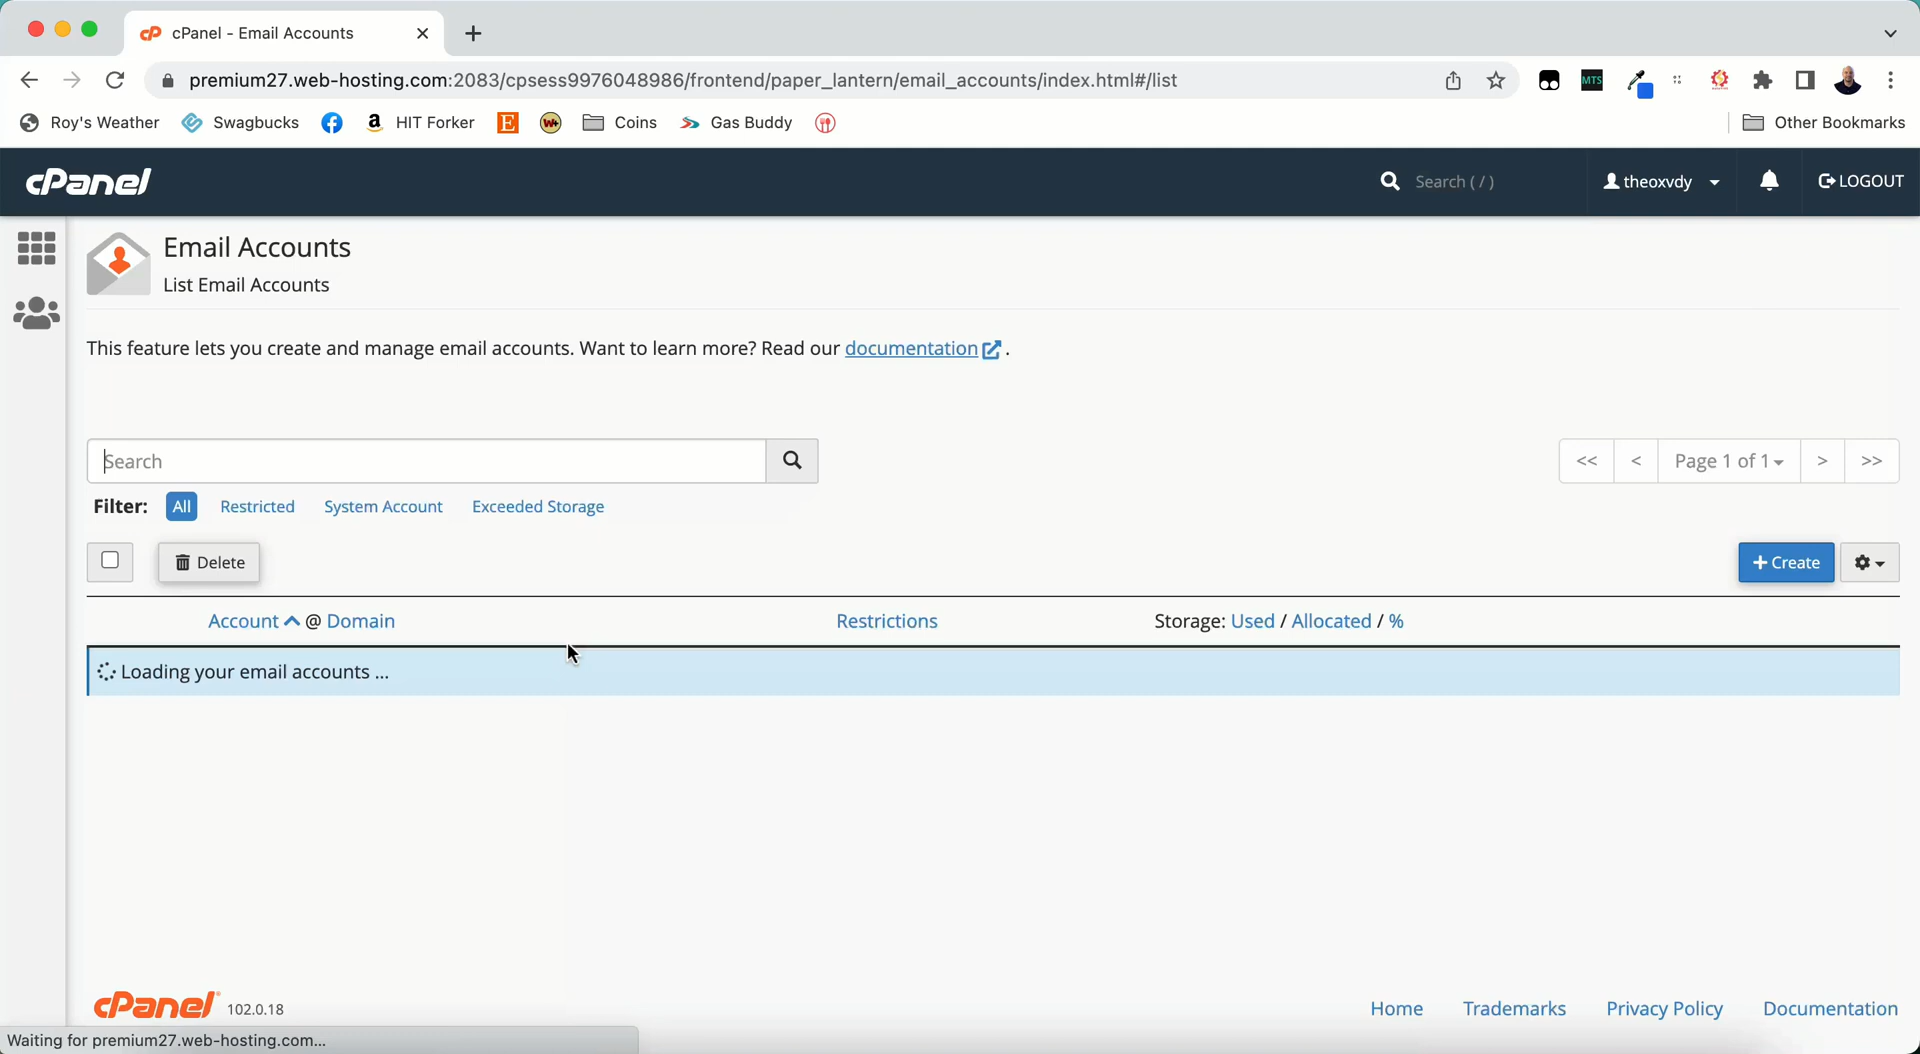 cPanel - Email Accounts
premium27.web-hosting.com:2083/cpsess9976048986/frontend/paper_lantern/email_accounts/index.html#/list
MTS
Roy's Weather
Swagbucks
a HIT Forker
E
W+
Coins
Gas Buddy
Other Bookmarks
cPanel
Search ( / )
theoxvdy
LOGOUT
Email Accounts
List Email Accounts
This feature lets you create and manage email accounts. Want to learn more? Read our documentation .
Search
<< < Page 1 of 1 > >>
Filter: All Restricted System Account Exceeded Storage
Delete
+ Create
Account @ Domain Restrictions Storage: Used / Allocated / %
Loading your email accounts ...
cPanel 102.0.18
Home Trademarks Privacy Policy Documentation
Waiting for premium27.web-hosting.com...